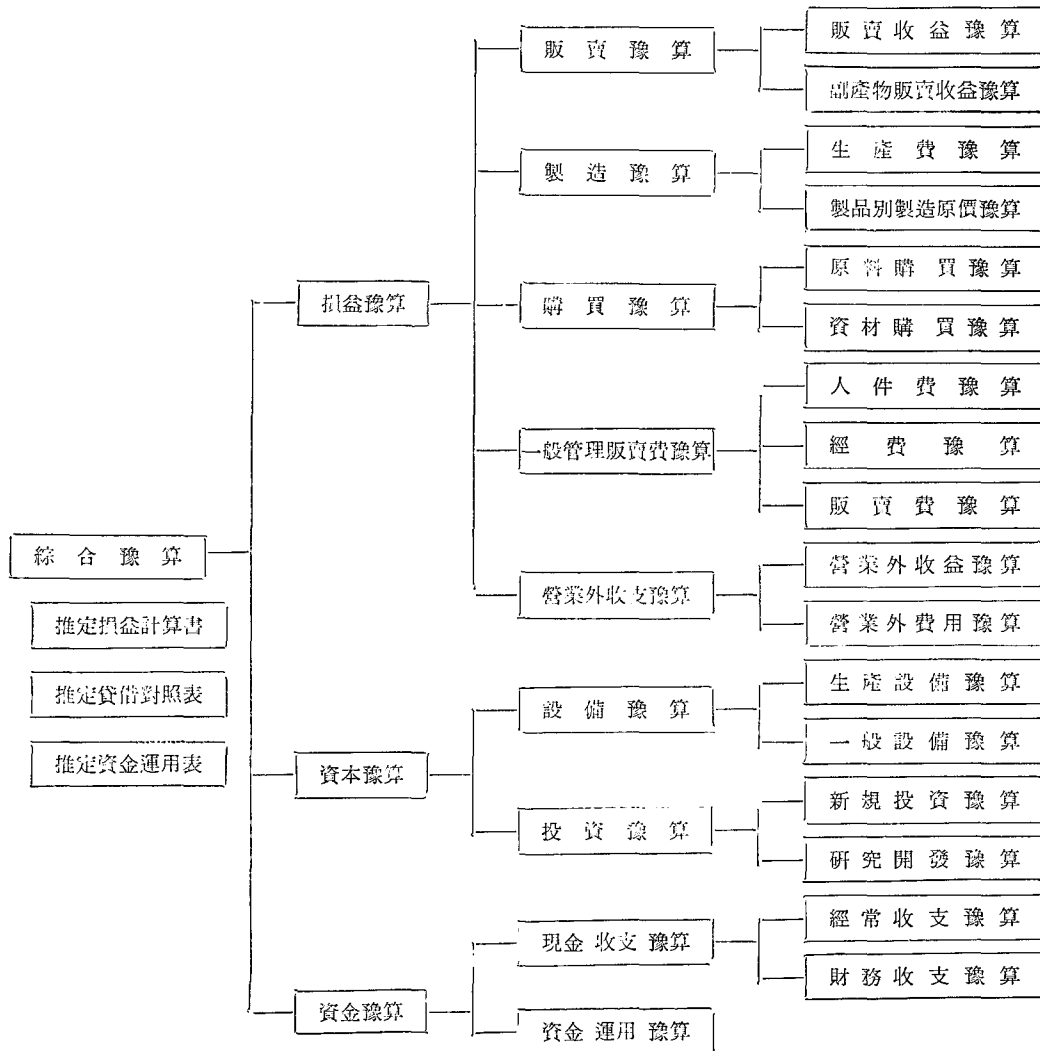 綜合豫算
推定損益計算書
推定貸借對照表
推定資金運用表
損益豫算
販賣豫算
販賣收益豫算
副產物販賣收益豫算
製造豫算
生產費豫算
製品別製造原價豫算
購買豫算
原料購買豫算
資材購買豫算
一般管理販賣費豫算
人件費豫算
經費豫算
販賣費豫算
營業外收支豫算
營業外收益豫算
營業外費用豫算
資本豫算
設備豫算
生產設備豫算
一般設備豫算
投資豫算
新規投資豫算
硏究開發豫算
資金豫算
現金收支豫算
經常收支豫算
財務收支豫算
資金運用豫算